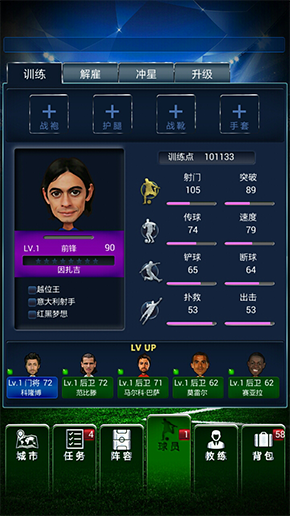 训练 解雇 冲星 升级
战袍 护腿 战靴 手套
训练点 101133
射门 突破
105 89
传球 速度
74 79
铲球 断球
65 64
扑救 出击
53 53
LV.1 前锋 90
因扎吉
越位王
意大利射手
红黑梦想
LV UP
Lv.1 门将 72 Lv.1 后卫 72 Lv.1 后卫 71 Lv.1 后卫 62 Lv.1 后卫 62
科隆博 范比滕 马尔科·巴萨 莫雷尔 赛亚拉
4 1 58
城市 任务 阵容 球员 教练 背包